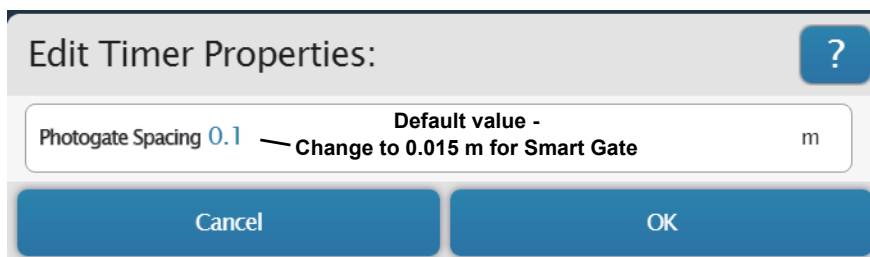 Edit Timer Properties:
?
Photogate Spacing 0.1
Default value -
Change to 0.015 m for Smart Gate
m
Cancel
OK